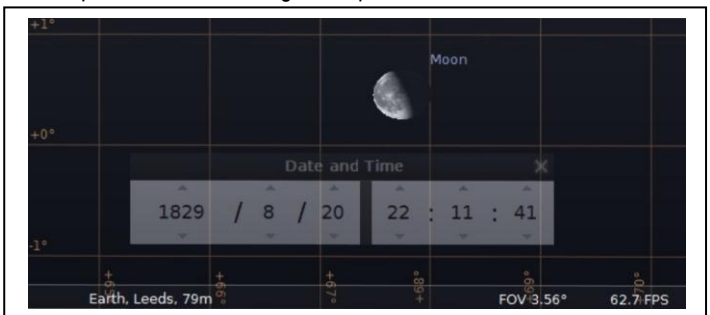 +1°
Moon
+0°
Date and Time ×
1829 / 8 / 20 22 : 11 : 41
-1°
+65° +66° +67° +68° +69° +70°
Earth, Leeds, 79m FOV 3.56° 62.7 FPS